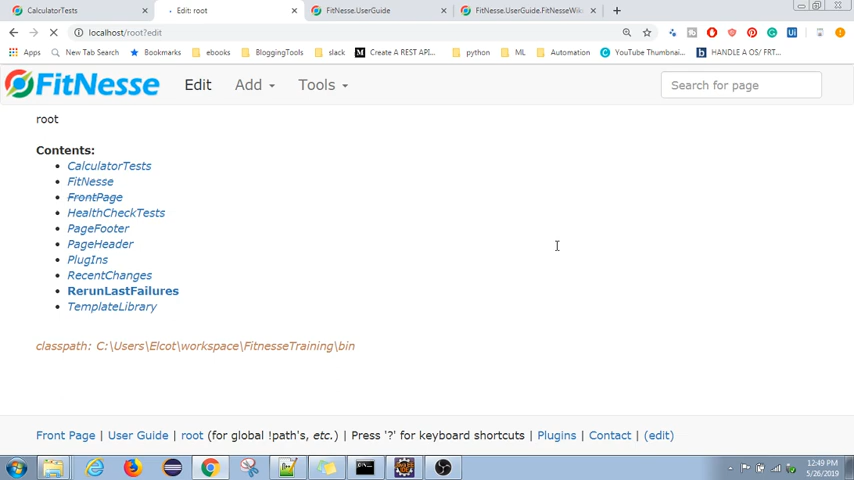 CalculatorTests × Edit: root × FitNesse.UserGuide × FitNesse.UserGuide.FitNesseWik ×
localhost/root?edit
Apps New Tab Search Bookmarks ebooks BloggingTools slack Create A REST API... python ML Automation YouTube Thumbnai... HANDLE A OS/ FRT...
FitNesse Edit Add Tools Search for page
root
Contents:
• CalculatorTests
• FitNesse
• FrontPage
• HealthCheckTests
• PageFooter
• PageHeader
• PlugIns
• RecentChanges
• RerunLastFailures
• TemplateLibrary
classpath: C:\Users\Elcot\workspace\FitnesseTraining\bin
Front Page | User Guide | root (for global !path's, etc.) | Press '?' for keyboard shortcuts | Plugins | Contact | (edit)
12:49 PM
5/26/2019